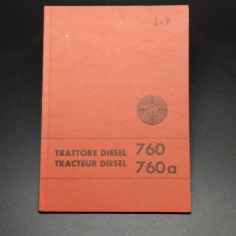 I-F
TRATTORE DIESEL 760
TRACTEUR DIESEL 760a